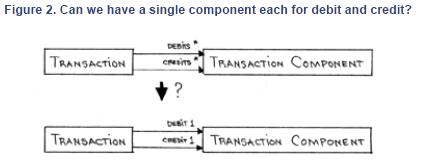 Figure 2. Can we have a single component each for debit and credit?
DEBITS *
TRANSACTION
CREDITS *
TRANSACTION COMPONENT
?
DEBIT 1
TRANSACTION
CREDIT 1
TRANSACTION COMPONENT